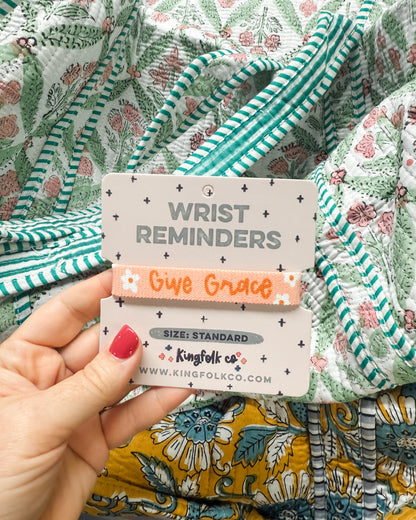 WRIST
REMINDERS
Give Grace
SIZE: STANDARD
Kingfolk co
WWW.KINGFOLKCO.COM